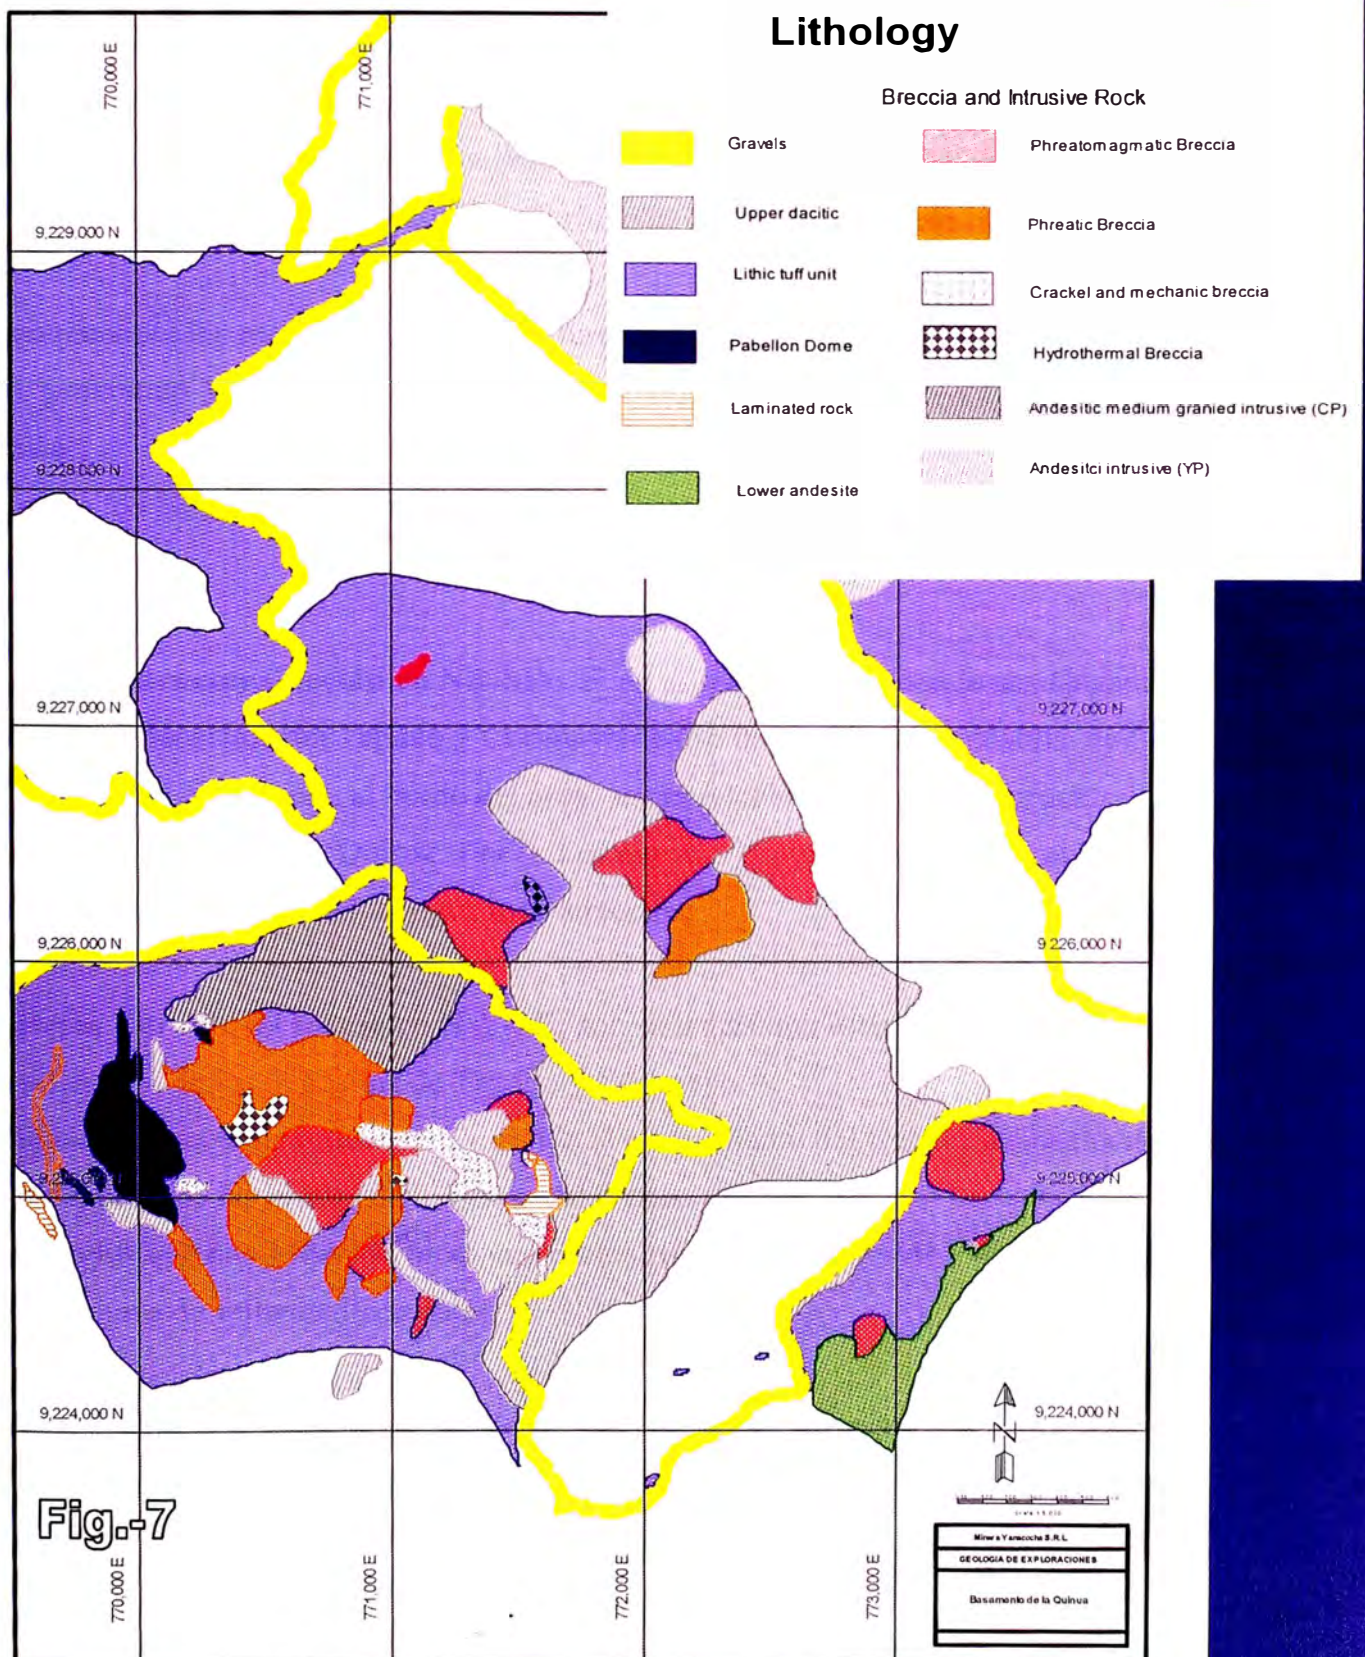 Lithology
Breccia and Intrusive Rock
Gravels
Upper dacitic
Lithic tuff unit
Pabellon Dome
Laminated rock
Lower andesite
Phreatomagmatic Breccia
Phreatic Breccia
Crackel and mechanic breccia
Hydrothermal Breccia
Andesitic medium granied intrusive (CP)
Andesitci intrusive (YP)
770,000 E
771,000 E
9,229,000 N
9,228,000 N
9,227,000 N
9,227,000 N
9,226,000 N
9,226,000 N
9,225,000 N
9,224,000 N
9,224,000 N
N
Fig.-7
770,000 E
771,000 E
772,000 E
773,000 E
Minera Yanacocha S.R.L
GEOLOGIA DE EXPLORACIONES
Basamento de la Quinua